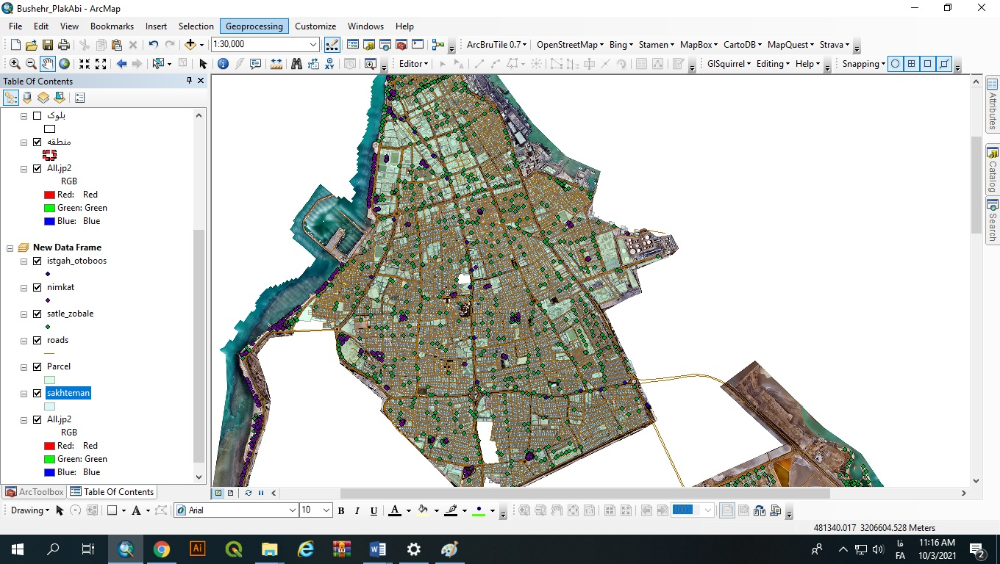 Bushehr_PlakAbi - ArcMap
File Edit View Bookmarks Insert Selection Geoprocessing Customize Windows Help
1:30,000 ArcBruTile 0.7 OpenStreetMap Bing Stamen MapBox CartoDB MapQuest Strava
Editor GISquirrel Editing Help Snapping
Table Of Contents
بلوک
منطقه
All.jp2
RGB
Red: Red
Green: Green
Blue: Blue
New Data Frame
istgah_otoboos
nimkat
satle_zobale
roads
Parcel
sakhteman
All.jp2
RGB
Red: Red
Green: Green
Blue: Blue
Attributes
Catalog
Search
ArcToolbox Table Of Contents
Drawing A Arial 10 B I U A 100%
481340.017 3206604.528 Meters
Ai W فا 11:16 AM
FA 10/3/2021 2